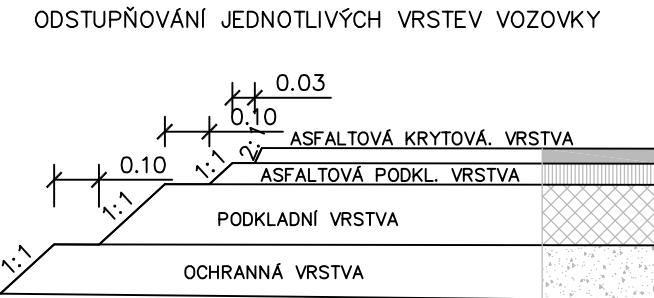 ODSTUPŇOVÁNÍ JEDNOTLIVÝCH VRSTEV VOZOVKY
0.03
0.10
2:1
ASFALTOVÁ KRYTOVÁ. VRSTVA
0.10
1:1
ASFALTOVÁ PODKL. VRSTVA
1:1
PODKLADNÍ VRSTVA
1:1
OCHRANNÁ VRSTVA